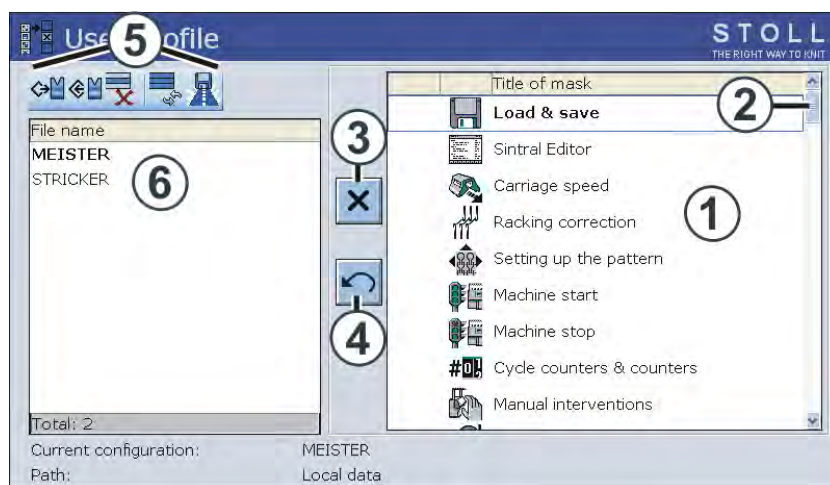 User Profile
STOLL
THE RIGHT WAY TO KNIT
5
File name
MEISTER
STRICKER
6
Total: 2
3
4
Title of mask
Load & save
Sintral Editor
Carriage speed
Racking correction
Setting up the pattern
Machine start
Machine stop
Cycle counters & counters
Manual interventions
2
1
Current configuration: MEISTER
Path: Local data